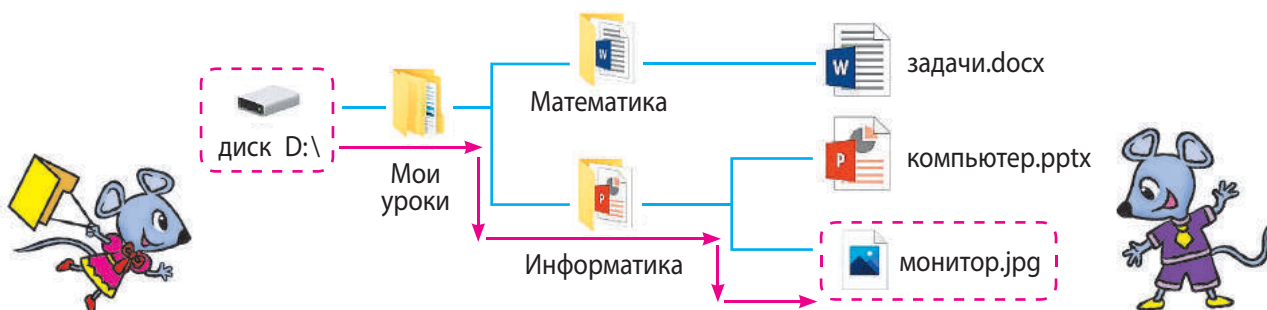 задачи.docx
Математика
диск D:\
компьютер.pptx
Мои
уроки
Информатика
монитор.jpg